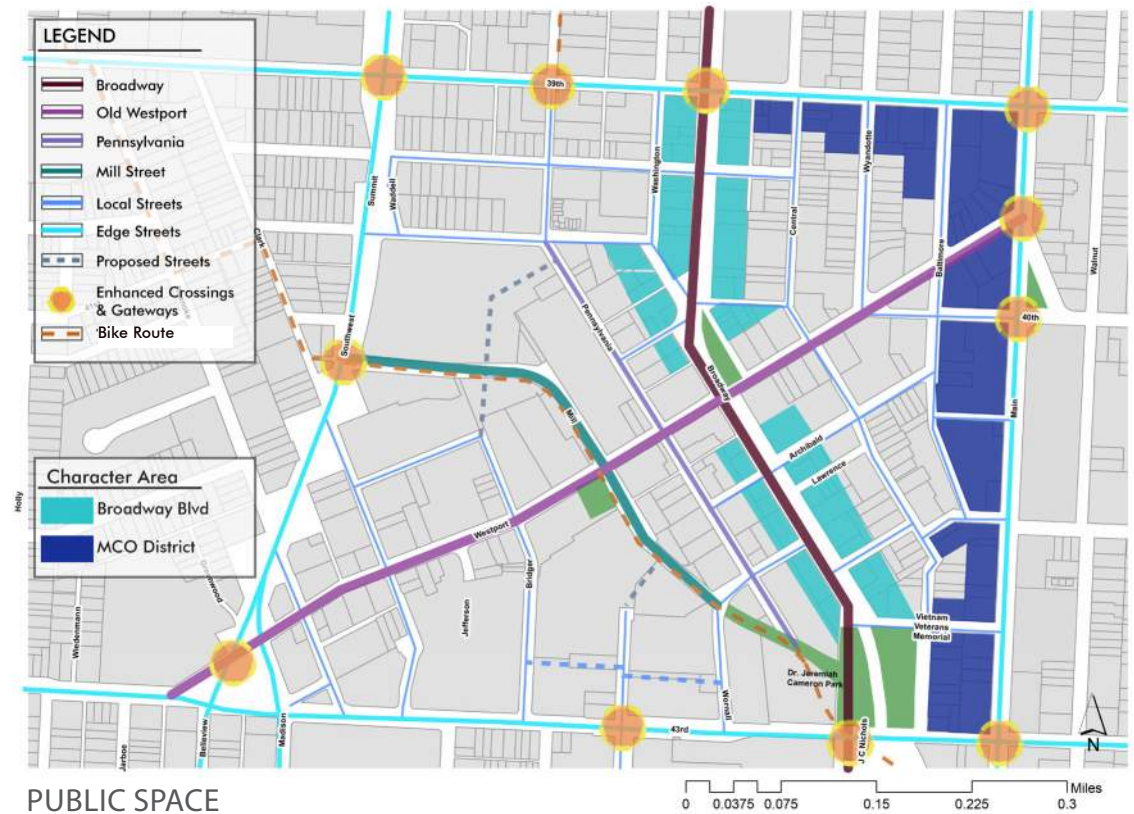 LEGEND
Broadway
Old Westport
Pennsylvania
Mill Street
Local Streets
Edge Streets
Proposed Streets
Enhanced Crossings
& Gateways
Bike Route
Character Area
Broadway Blvd
MCO District
39th
Summit
Waddell
Washington
Central
Wyandotte
Baltimore
Walnut
Clark
Southwest
Pennsylvania
Broadway
40th
Main
Mill
Archibald
Lawrence
Holly
Westport
Bridger
Jefferson
Wiedenmann
Vietnam
Veterans
Memorial
Dr. Jeremiah
Cameron Park
Wornall
43rd
J C Nichols
Jarboe
Belleview
Madison
N
PUBLIC SPACE
0 0.0375 0.075 0.15 0.225 0.3
Miles